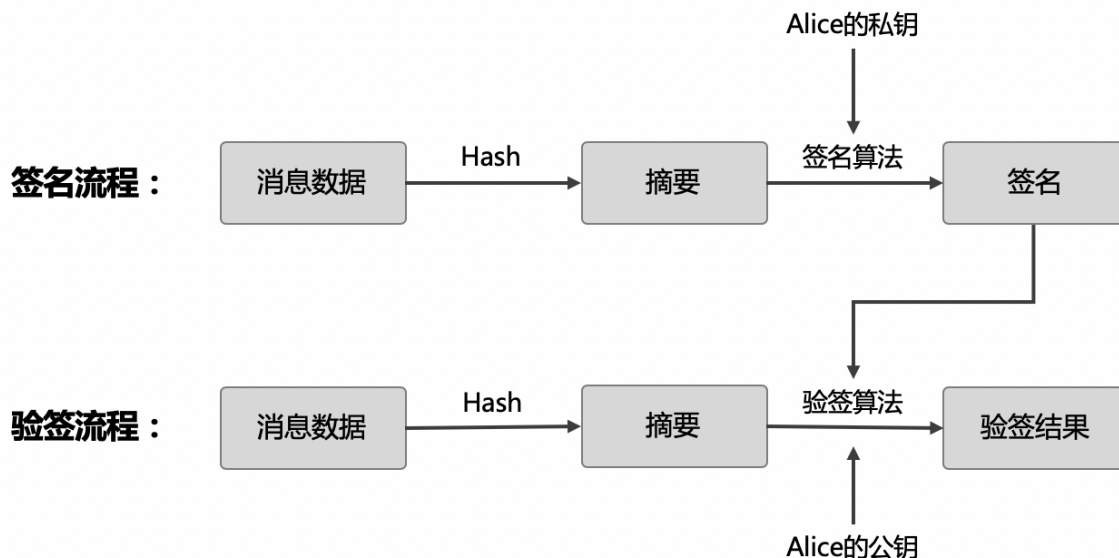 Alice的私钥
签名流程：
消息数据
Hash
摘要
签名算法
签名
验签流程：
消息数据
Hash
摘要
验签算法
验签结果
Alice的公钥